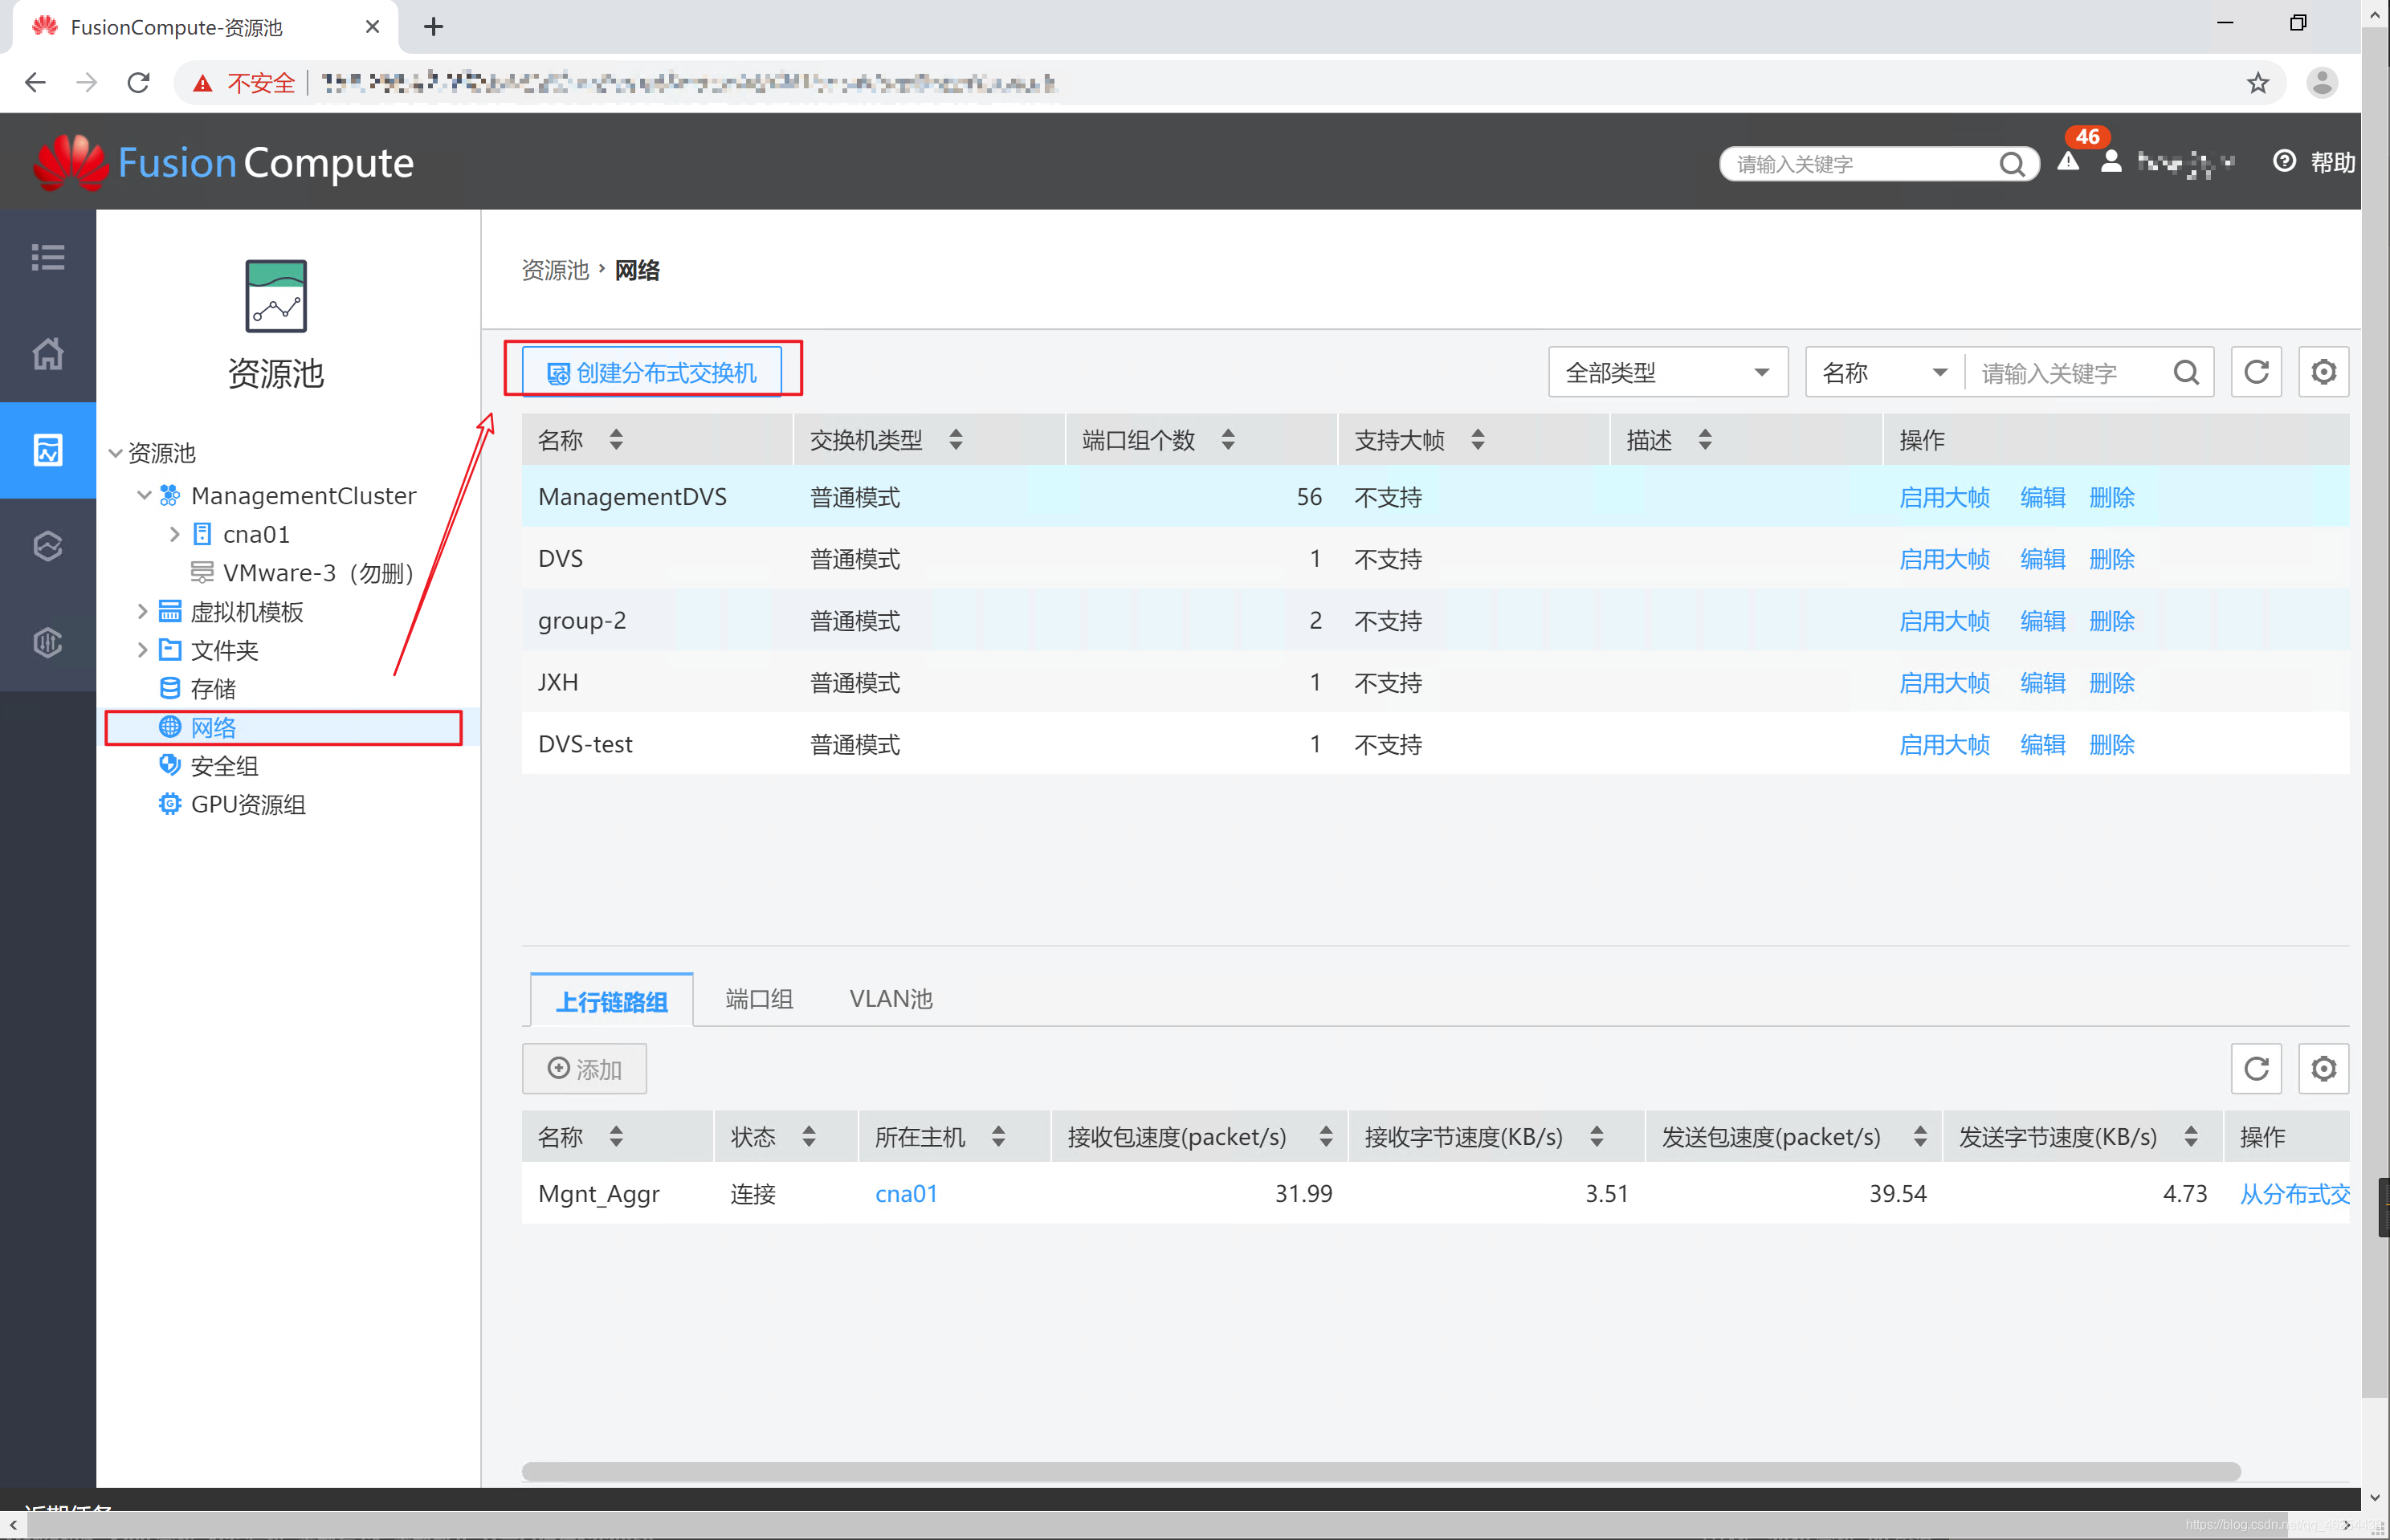 FusionCompute-资源池
不安全
FusionCompute
请输入关键字
46
帮助
资源池
资源池 › 网络
创建分布式交换机
全部类型
名称
请输入关键字
资源池
ManagementCluster
cna01
VMware-3（勿删）
虚拟机模板
文件夹
存储
网络
安全组
GPU资源组
名称 交换机类型 端口组个数 支持大帧 描述 操作
ManagementDVS 普通模式 56 不支持 启用大帧 编辑 删除
DVS 普通模式 1 不支持 启用大帧 编辑 删除
group-2 普通模式 2 不支持 启用大帧 编辑 删除
JXH 普通模式 1 不支持 启用大帧 编辑 删除
DVS-test 普通模式 1 不支持 启用大帧 编辑 删除
上行链路组 端口组 VLAN池
添加
名称 状态 所在主机 接收包速度(packet/s) 接收字节速度(KB/s) 发送包速度(packet/s) 发送字节速度(KB/s) 操作
Mgnt_Aggr 连接 cna01 31.99 3.51 39.54 4.73 从分布式交
近期任务